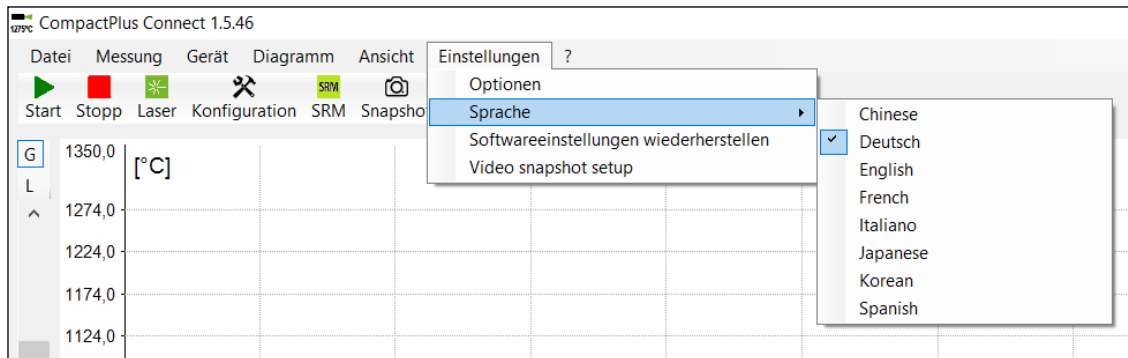 1275°C CompactPlus Connect 1.5.46
Datei Messung Gerät Diagramm Ansicht Einstellungen ?
SRM
Start Stopp Laser Konfiguration SRM Snapsho
Optionen
Sprache
Softwareeinstellungen wiederherstellen
Video snapshot setup
Chinese
Deutsch
English
French
Italiano
Japanese
Korean
Spanish
G
L
1350,0
[°C]
1274,0
1224,0
1174,0
1124,0